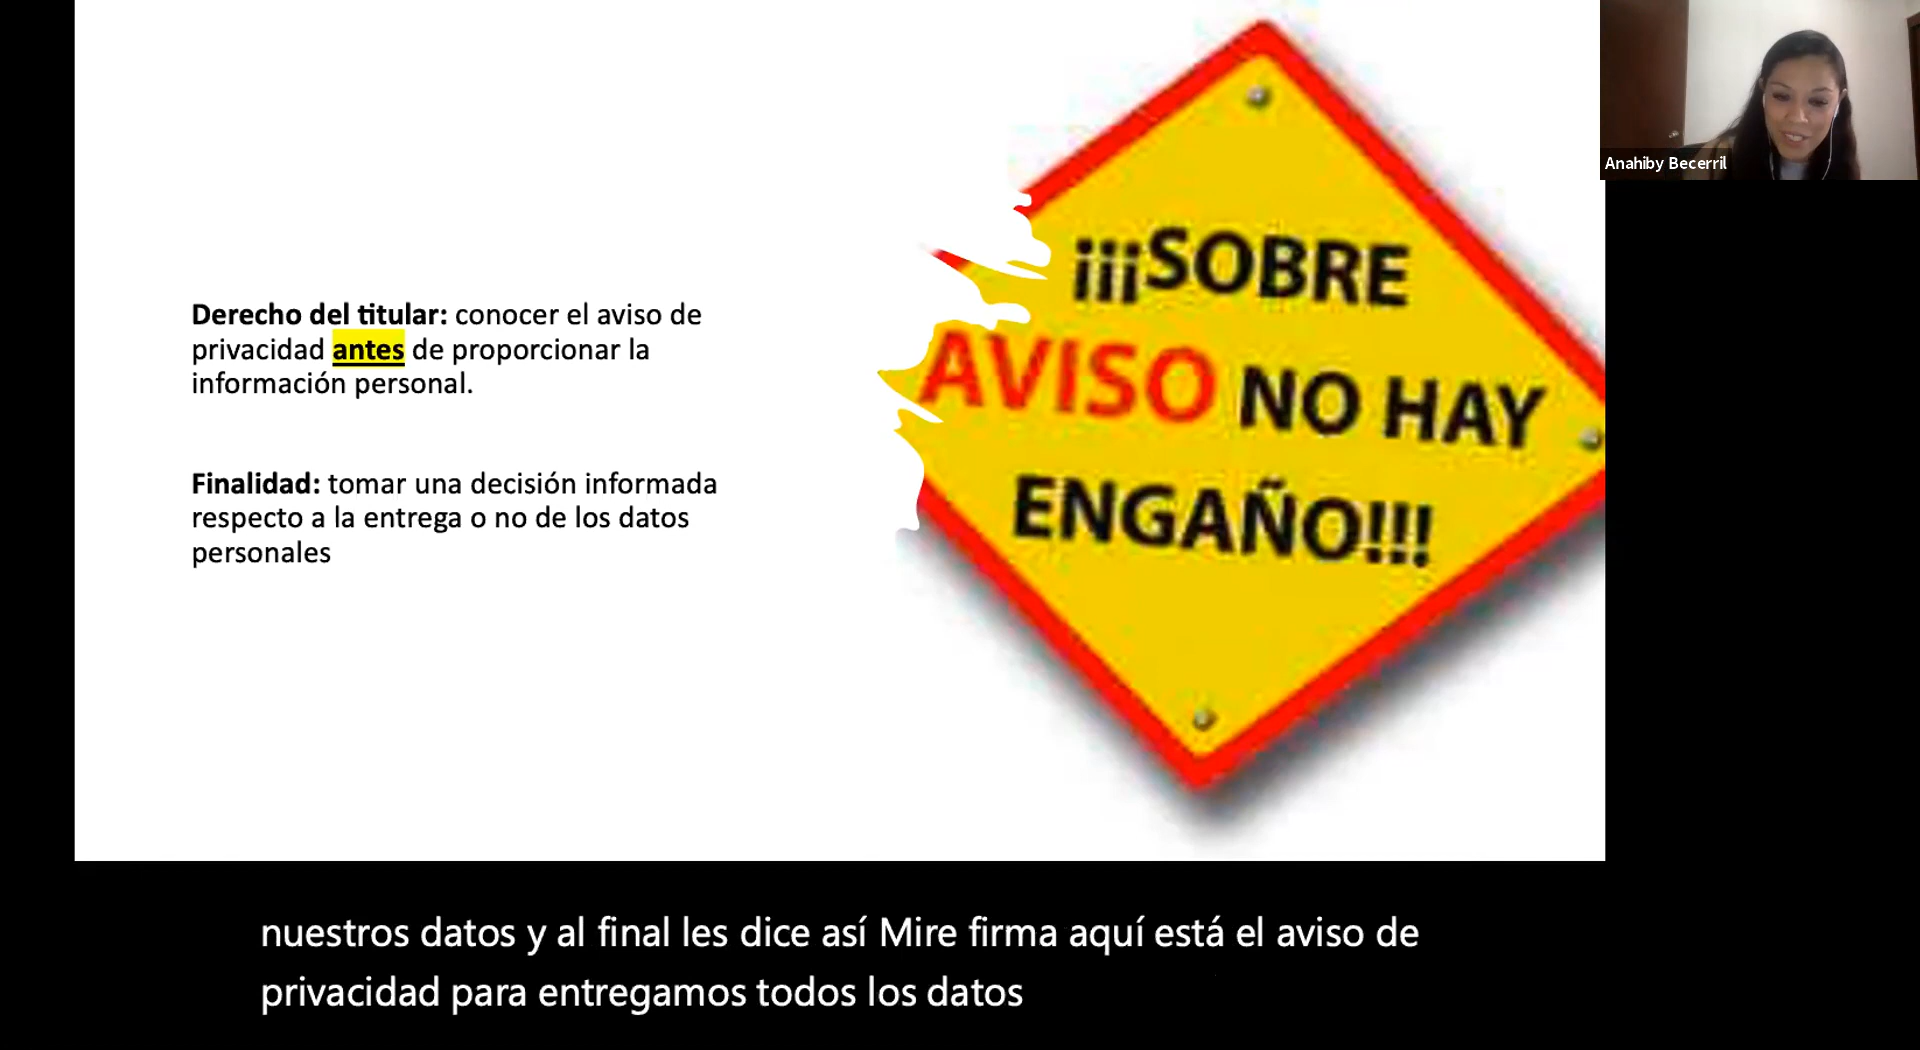 Derecho del titular: conocer el aviso de
privacidad antes de proporcionar la
información personal.
Finalidad: tomar una decisión informada
respecto a la entrega o no de los datos
personales
¡¡¡SOBRE
AVISO NO HAY
ENGAÑO!!!
Anahiby Becerril
nuestros datos y al final les dice así Mire firma aquí está el aviso de
privacidad para entregamos todos los datos